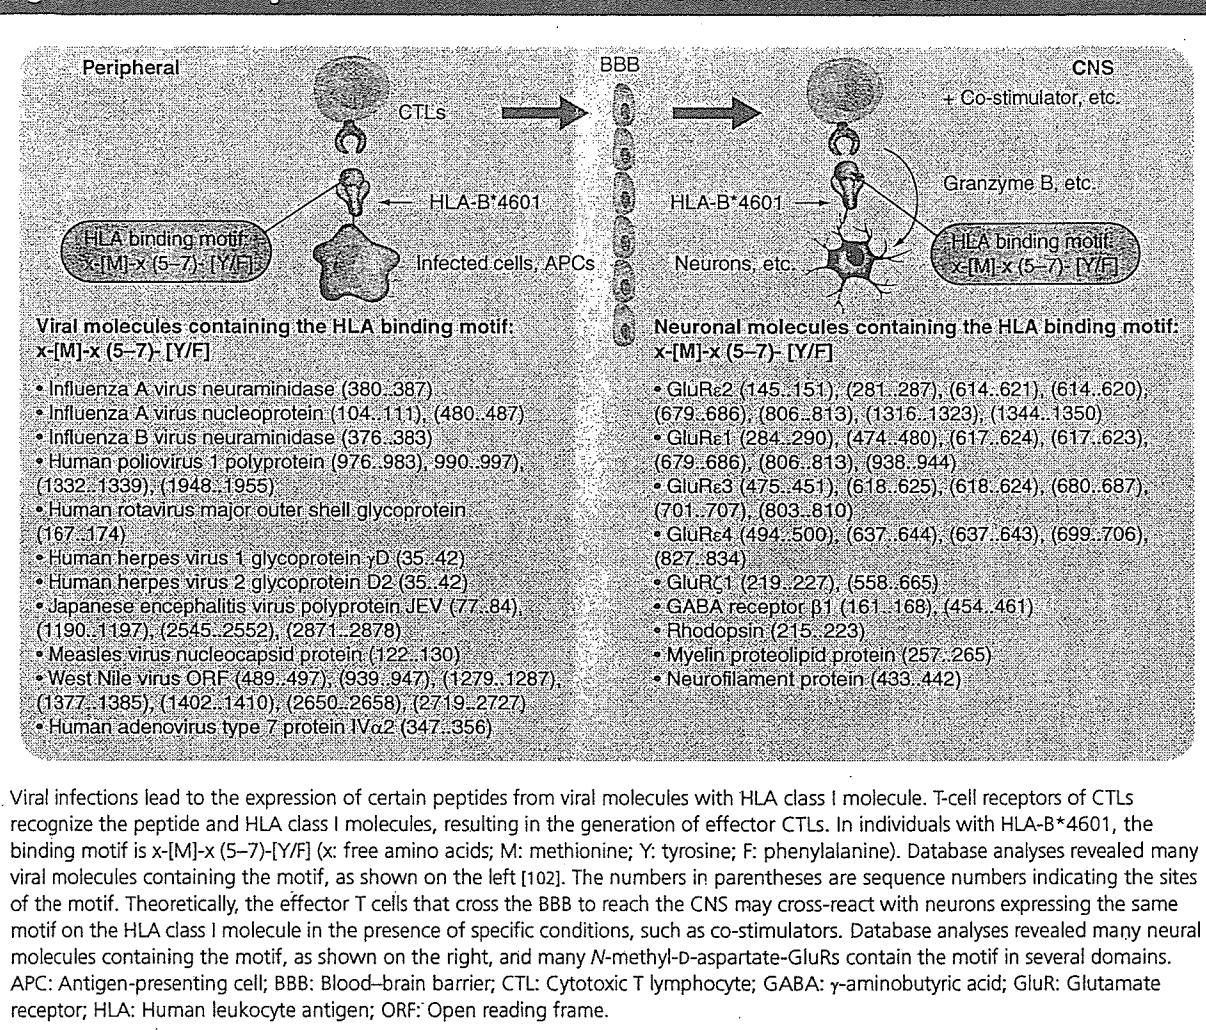 Peripheral
CTLs
HLA-B*4601
HLA binding motif:
x-[M]-x (5–7)- [Y/F]
Infected cells, APCs
BBB
CNS
+ Co-stimulator, etc.
Granzyme B, etc.
HLA-B*4601
Neurons, etc.
HLA binding motif:
x-[M]-x (5–7)- [Y/F]
Viral molecules containing the HLA binding motif:
x-[M]-x (5–7)- [Y/F]
• Influenza A virus neuraminidase (380..387)
• Influenza A virus nucleoprotein (104..111), (480..487)
• Influenza B virus neuraminidase (376..383)
• Human poliovirus 1 polyprotein (976..983), 990..997),
(1332..1339), (1948..1955)
• Human rotavirus major outer shell glycoprotein
(167..174)
• Human herpes virus 1 glycoprotein γD (35..42)
• Human herpes virus 2 glycoprotein D2 (35..42)
• Japanese encephalitis virus polyprotein JEV (77..84),
(1190..1197), (2545..2552), (2871..2878)
• Measles virus nucleocapsid protein (122..130)
• West Nile virus ORF (489..497), (939..947), (1279..1287),
(1377..1385), (1402..1410), (2650..2658), (2719..2727)
• Human adenovirus type 7 protein IVα2 (347..356)
Neuronal molecules containing the HLA binding motif:
x-[M]-x (5–7)- [Y/F]
• GluRε2 (145..151), (281..287), (614..621), (614..620),
(679..686), (806..813), (1316..1323), (1344..1350)
• GluRε1 (284..290), (474..480), (617..624), (617..623),
(679..686), (806..813), (938..944)
• GluRε3 (475..451), (618..625), (618..624), (680..687),
(701..707), (803..810)
• GluRε4 (494..500), (637..644), (637..643), (699..706),
(827..834)
• GluRζ1 (219..227), (558..665)
• GABA receptor β1 (161..168), (454..461)
• Rhodopsin (215..223)
• Myelin proteolipid protein (257..265)
• Neurofilament protein (433..442)
Viral infections lead to the expression of certain peptides from viral molecules with HLA class I molecule. T-cell receptors of CTLs
recognize the peptide and HLA class I molecules, resulting in the generation of effector CTLs. In individuals with HLA-B*4601, the
binding motif is x-[M]-x (5–7)-[Y/F] (x: free amino acids; M: methionine; Y: tyrosine; F: phenylalanine). Database analyses revealed many
viral molecules containing the motif, as shown on the left [102]. The numbers in parentheses are sequence numbers indicating the sites
of the motif. Theoretically, the effector T cells that cross the BBB to reach the CNS may cross-react with neurons expressing the same
motif on the HLA class I molecule in the presence of specific conditions, such as co-stimulators. Database analyses revealed many neural
molecules containing the motif, as shown on the right, and many N-methyl-D-aspartate-GluRs contain the motif in several domains.
APC: Antigen-presenting cell; BBB: Blood–brain barrier; CTL: Cytotoxic T lymphocyte; GABA: γ-aminobutyric acid; GluR: Glutamate
receptor; HLA: Human leukocyte antigen; ORF: Open reading frame.